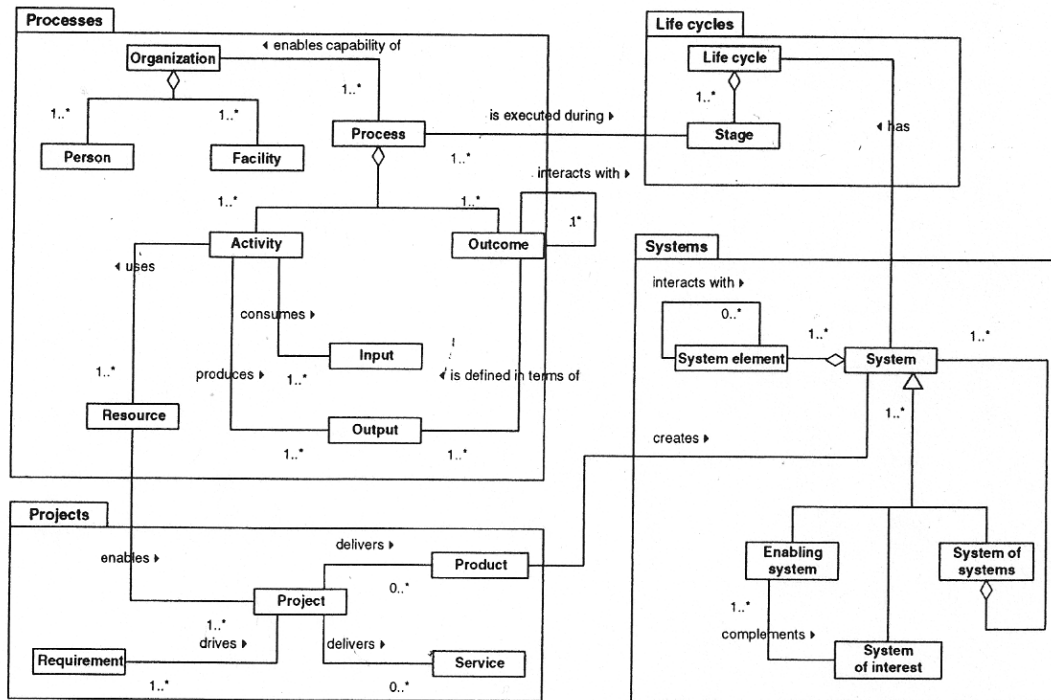 Processes
◂ enables capability of
Organization
1..*
1..*
1..*
Person
Facility
Process
1..*
is executed during ▸
interacts with ▸
1..*
1..*
.1*
Activity
Outcome
◂ uses
consumes ▸
Input
1..*
produces ▸
◂ is defined in terms of
1..*
Resource
Output
1..*
1..*
Life cycles
Life cycle
1..*
Stage
◂ has
Systems
interacts with ▸
0..*
1..*
1..*
System element
System
1..*
creates ▸
Enabling
system
System of
systems
1..*
complements ▸
System
of interest
Projects
enables ▸
delivers ▸
Product
0..*
Project
1..*
drives ▸
delivers ▸
Requirement
Service
1..*
0..*